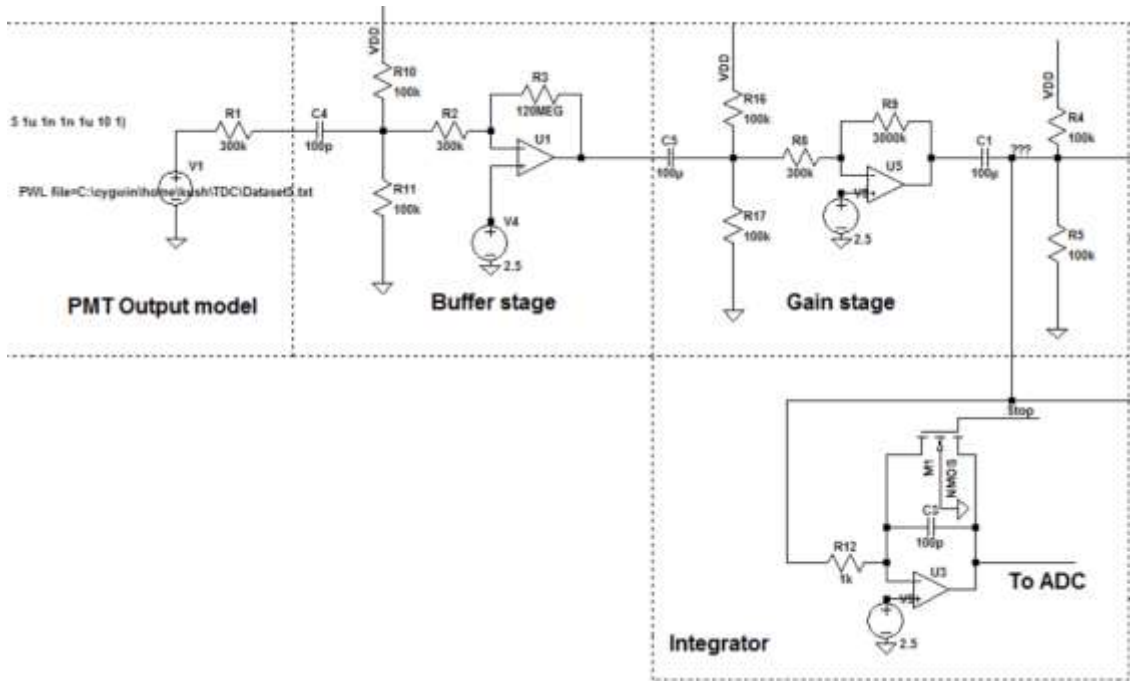 VDD
R10
100k
R3
120MEG
R1
300k
C4
100p
R2
300k
U1
5 1u 1n 1n 1u 10 1)
V1
PWL file=C:\cygwin\home\kush\TDC\Dataset5.txt
R11
100k
V4
2.5
PMT Output model
Buffer stage
VDD
R16
100k
R9
3000k
VDD
R4
100k
C5
100µ
R8
300k
U5
C1
100µ
???
R17
100k
2.5
R5
100k
Gain stage
Stop
M1
NMOS
C3
100p
R12
1k
U3
2.5
To ADC
Integrator